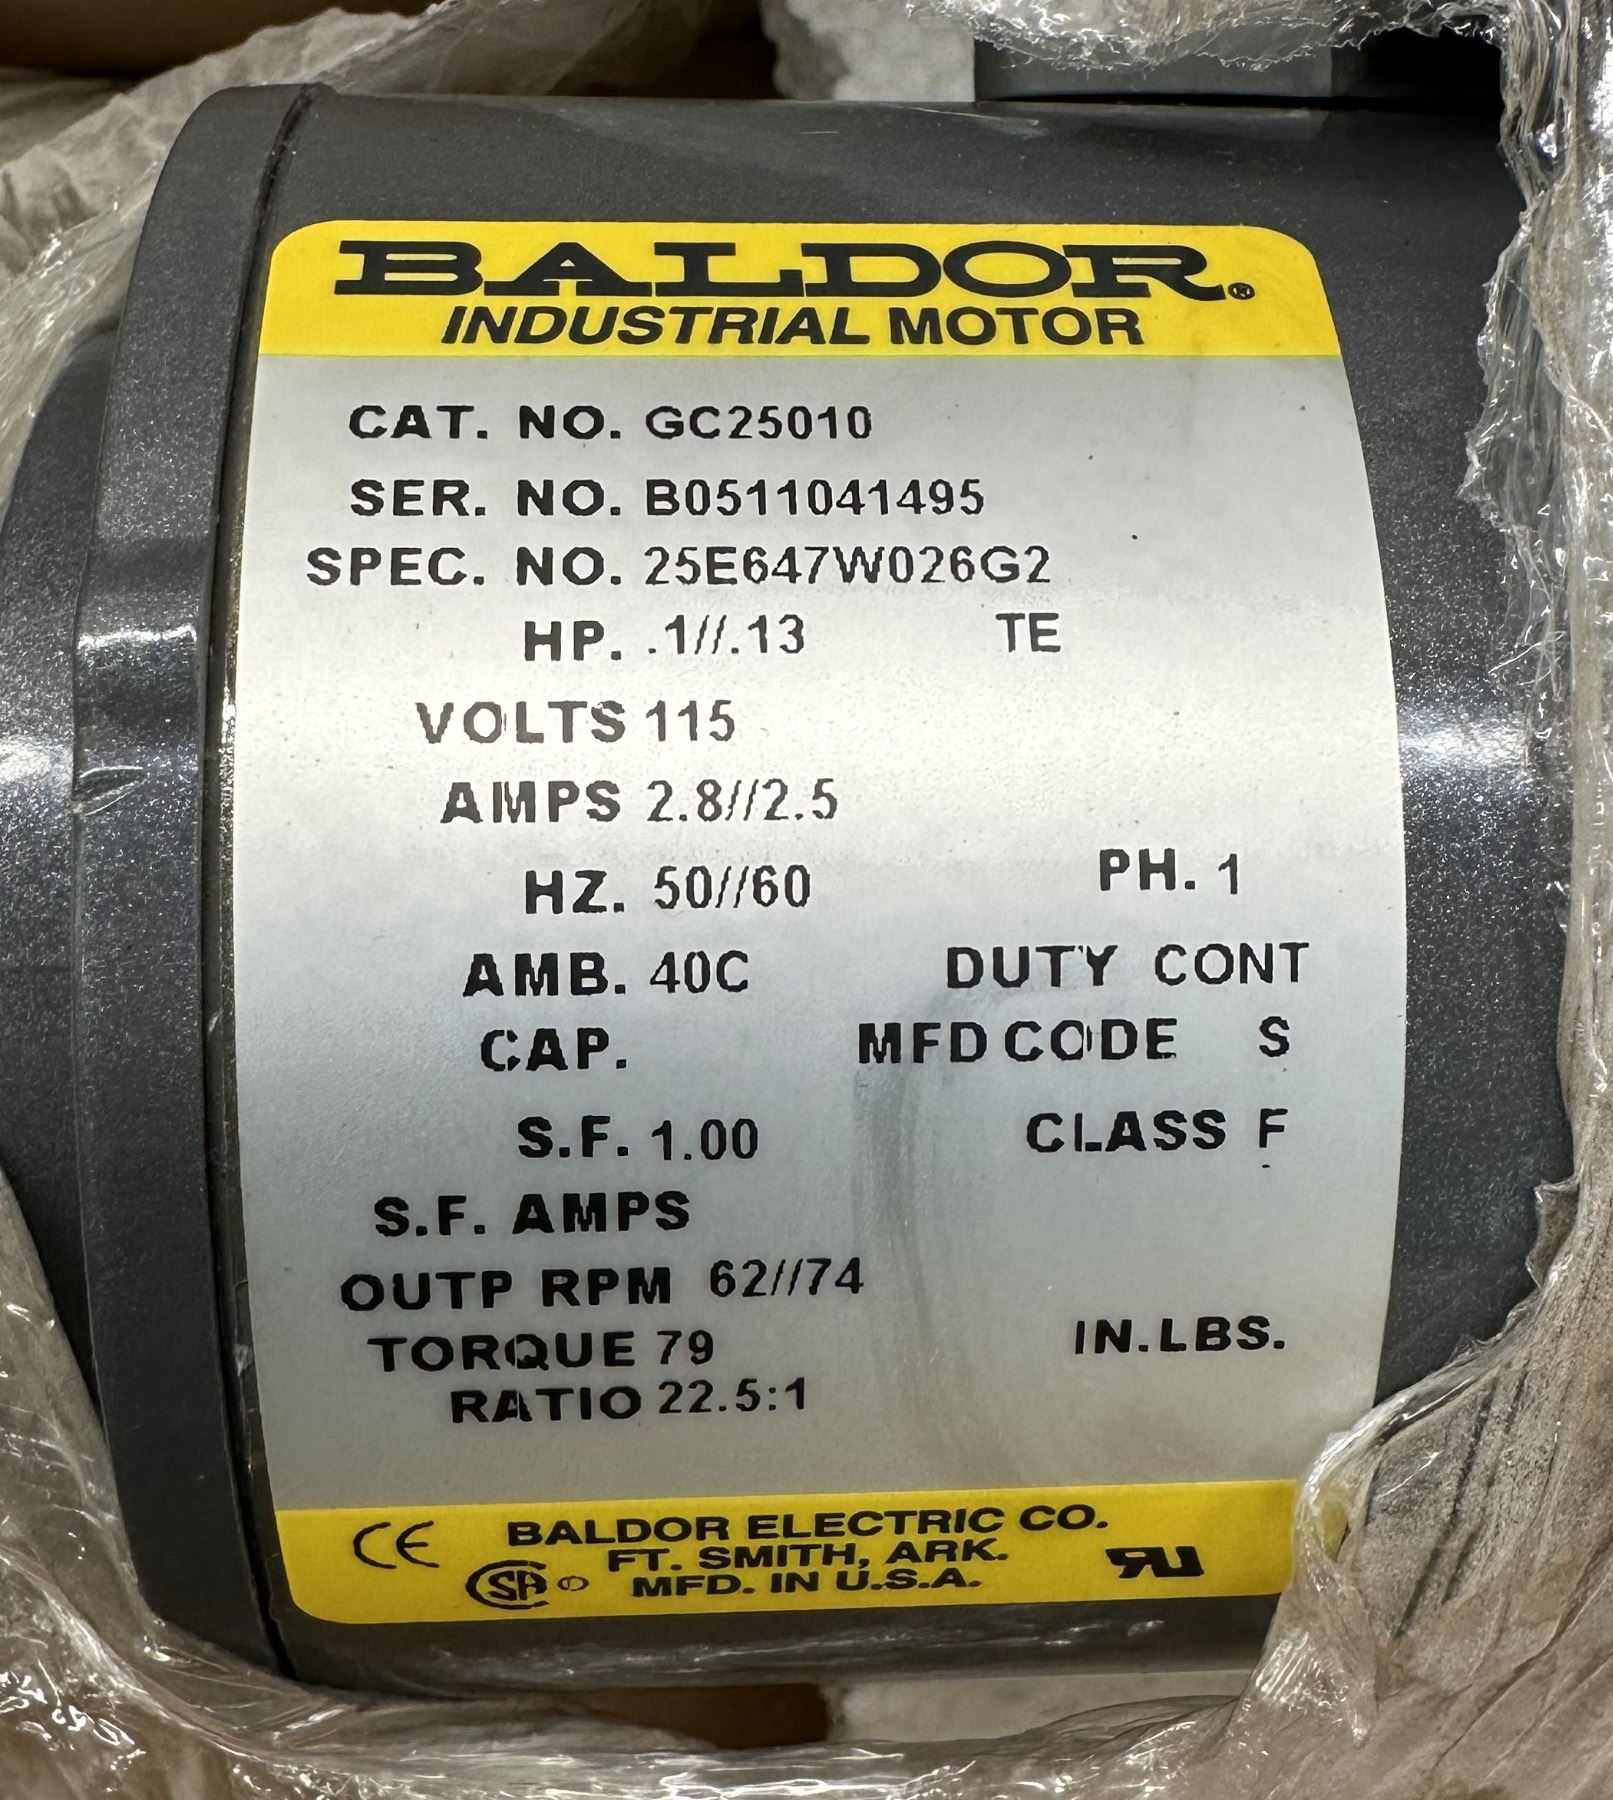 BALDOR®
INDUSTRIAL MOTOR
CAT. NO. GC25010
SER. NO. B0511041495
SPEC. NO. 25E647W026G2
HP. .1//.13 TE
VOLTS 115
AMPS 2.8//2.5
HZ. 50//60 PH. 1
AMB. 40C DUTY CONT
CAP. MFD CODE S
S.F. 1.00 CLASS F
S.F. AMPS
OUTP RPM 62//74
TORQUE 79 IN.LBS.
RATIO 22.5:1
CE BALDOR ELECTRIC CO.
FT. SMITH, ARK. RU
SA MFD. IN U.S.A.